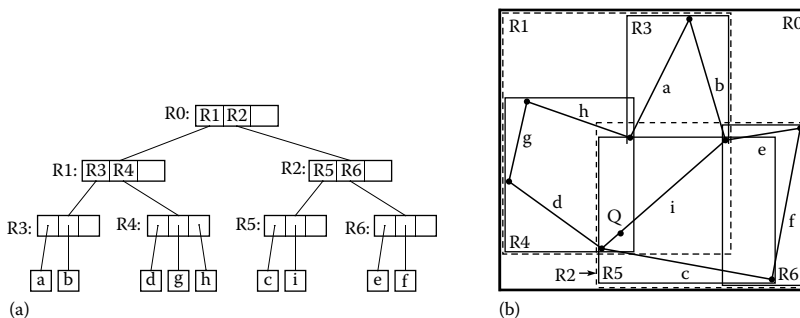 R0: R1 R2
R1: R3 R4
R2: R5 R6
R3:
R4:
R5:
R6:
a b
d g h
c i
e f
(a)
R1
R3
R0
a
b
h
g
e
d
Q
i
f
R4
R2
R5
c
R6
(b)